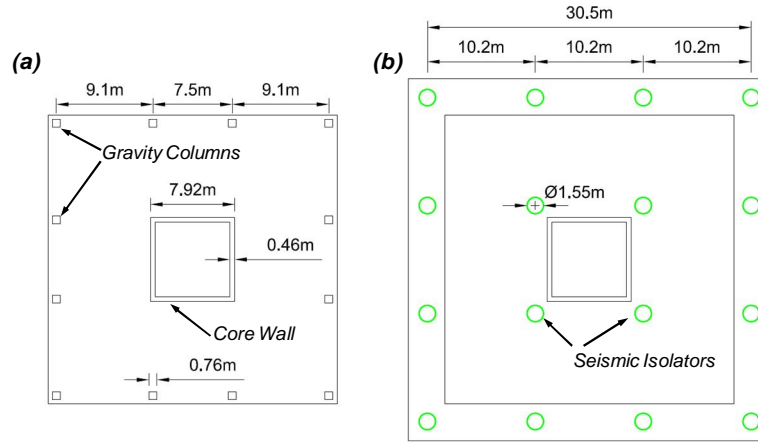 (a)
9.1m
7.5m
9.1m
Gravity Columns
7.92m
0.46m
Core Wall
0.76m
(b)
30.5m
10.2m
10.2m
10.2m
Ø1.55m
Seismic Isolators